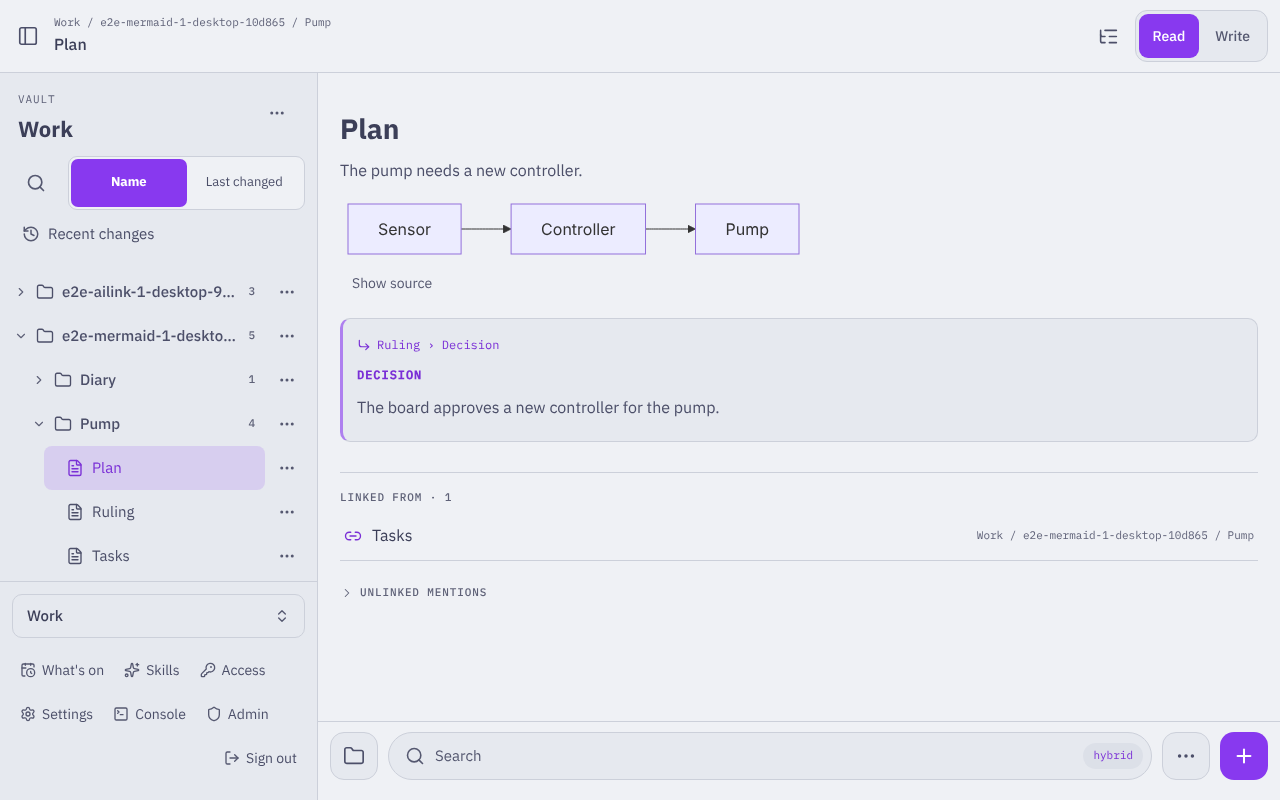 Work / e2e-mermaid-1-desktop-10d865 / Pump
Plan
Read
Write
VAULT
Work
Name
Last changed
Recent changes
e2e-ailink-1-desktop-9... 3
e2e-mermaid-1-deskto... 5
Diary 1
Pump 4
Plan
Ruling
Tasks
Work
What's on
Skills
Access
Settings
Console
Admin
Sign out
Plan
The pump needs a new controller.
Sensor
Controller
Pump
Show source
Ruling › Decision
DECISION
The board approves a new controller for the pump.
LINKED FROM · 1
Tasks
Work / e2e-mermaid-1-desktop-10d865 / Pump
UNLINKED MENTIONS
Search
hybrid